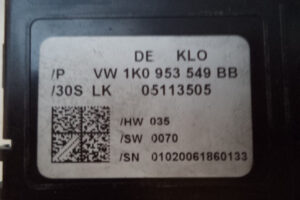 DE KLO
/P VW 1K0 953 549 BB
/30S LK 05113505
/HW 035
/SW 0070
/SN 01020061860133